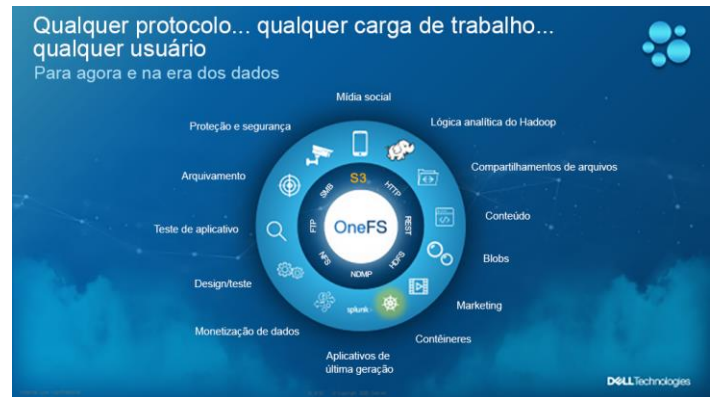 Qualquer protocolo... qualquer carga de trabalho...
qualquer usuário
Para agora e na era dos dados
Mídia social
Proteção e segurança
Lógica analítica do Hadoop
Arquivamento
Compartilhamentos de arquivos
Teste de aplicativo
Conteúdo
Design/teste
Blobs
Monetização de dados
Marketing
Aplicativos de
última geração
Contêineres
S3
HTTP
REST
HDFS
NDMP
NFS
FTP
SMB
OneFS
splunk>
DELL Technologies